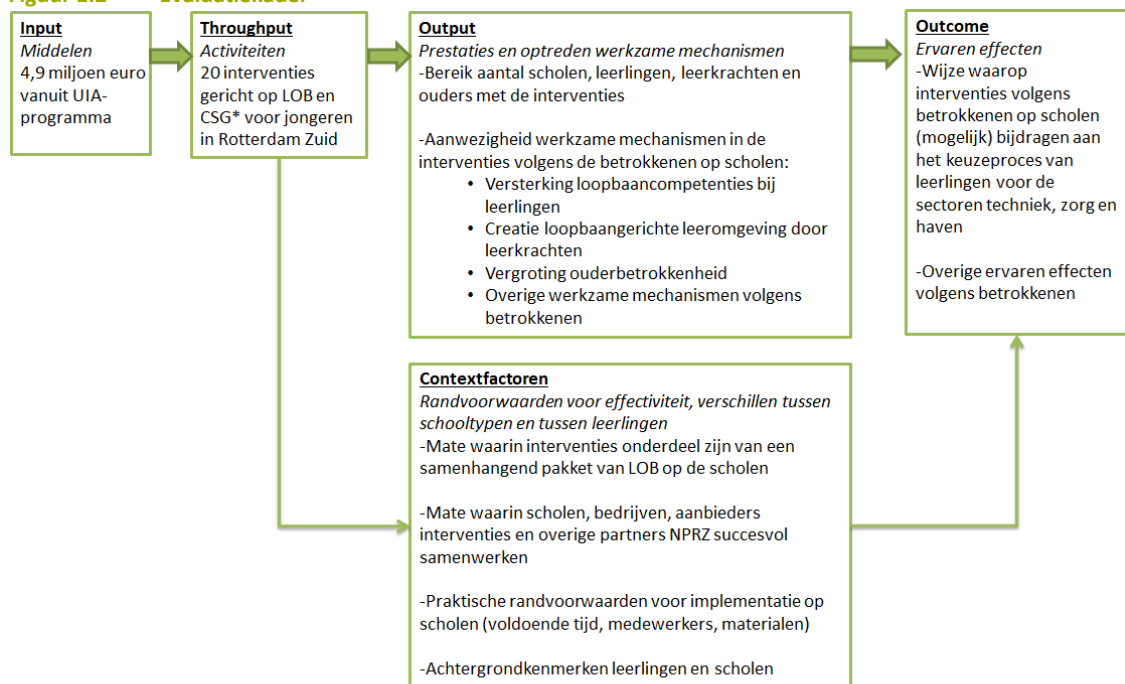 Input
Middelen
4,9 miljoen euro
vanuit UIA-
programma
Throughput
Activiteiten
20 interventies
gericht op LOB en
CSG* voor jongeren
in Rotterdam Zuid
Output
Prestaties en optreden werkzame mechanismen
-Bereik aantal scholen, leerlingen, leerkrachten en
ouders met de interventies
-Aanwezigheid werkzame mechanismen in de
interventies volgens de betrokkenen op scholen:
• Versterking loopbaancompetenties bij
leerlingen
• Creatie loopbaangerichte leeromgeving door
leerkrachten
• Vergroting ouderbetrokkenheid
• Overige werkzame mechanismen volgens
betrokkenen
Outcome
Ervaren effecten
-Wijze waarop
interventies volgens
betrokkenen op scholen
(mogelijk) bijdragen aan
het keuzeproces van
leerlingen voor de
sectoren techniek, zorg en
haven
-Overige ervaren effecten
volgens betrokkenen
Contextfactoren
Randvoorwaarden voor effectiviteit, verschillen tussen
schooltypen en tussen leerlingen
-Mate waarin interventies onderdeel zijn van een
samenhangend pakket van LOB op de scholen
-Mate waarin scholen, bedrijven, aanbieders
interventies en overige partners NPRZ succesvol
samenwerken
-Praktische randvoorwaarden voor implementatie op
scholen (voldoende tijd, medewerkers, materialen)
-Achtergrondkenmerken leerlingen en scholen